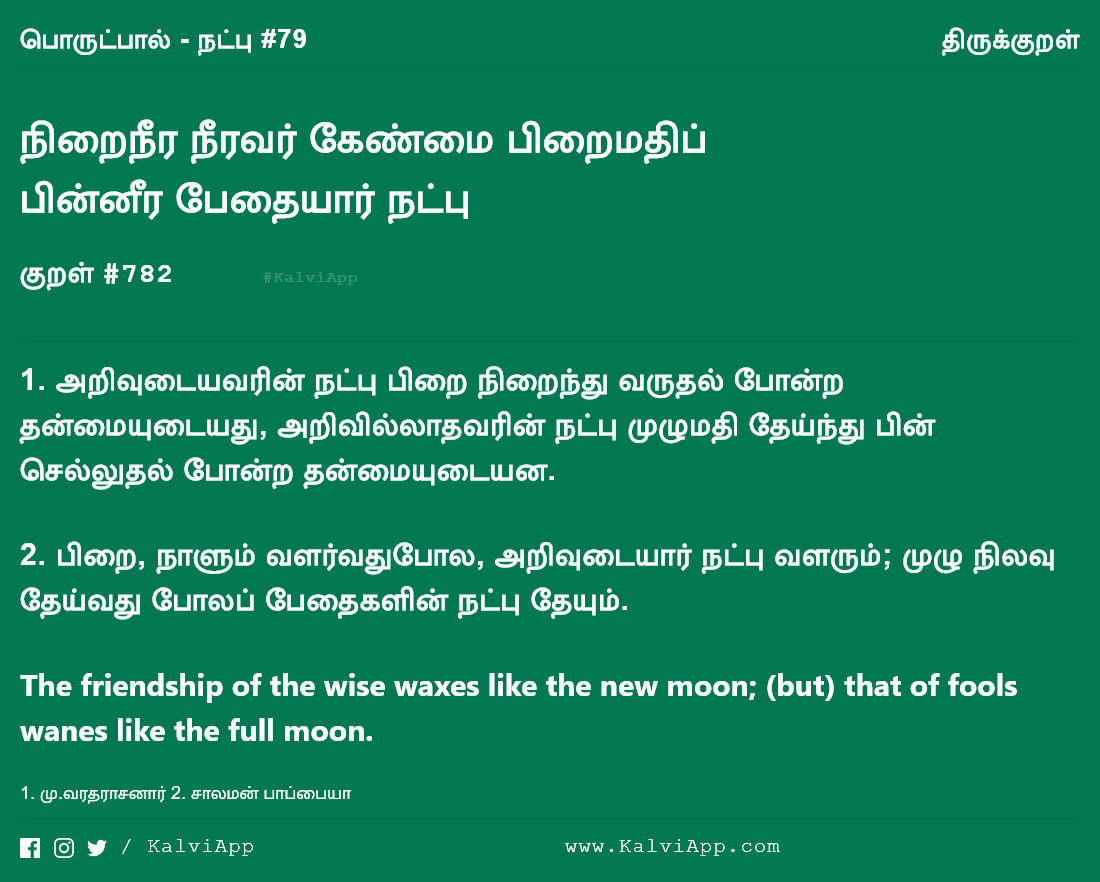 பொருட்பால் - நட்பு #79 திருக்குறள்
நிறைநீர நீரவர் கேண்மை பிறைமதிப்
பின்னீர பேதையார் நட்பு
குறள் #782 #KalviApp
1. அறிவுடையவரின் நட்பு பிறை நிறைந்து வருதல் போன்ற
தன்மையுடையது, அறிவில்லாதவரின் நட்பு முழுமதி தேய்ந்து பின்
செல்லுதல் போன்ற தன்மையுடையன.
2. பிறை, நாளும் வளர்வதுபோல, அறிவுடையார் நட்பு வளரும்; முழு நிலவு
தேய்வது போலப் பேதைகளின் நட்பு தேயும்.
The friendship of the wise waxes like the new moon; (but) that of fools
wanes like the full moon.
1. மு.வரதராசனார் 2. சாலமன் பாப்பையா
/ KalviApp www.KalviApp.com